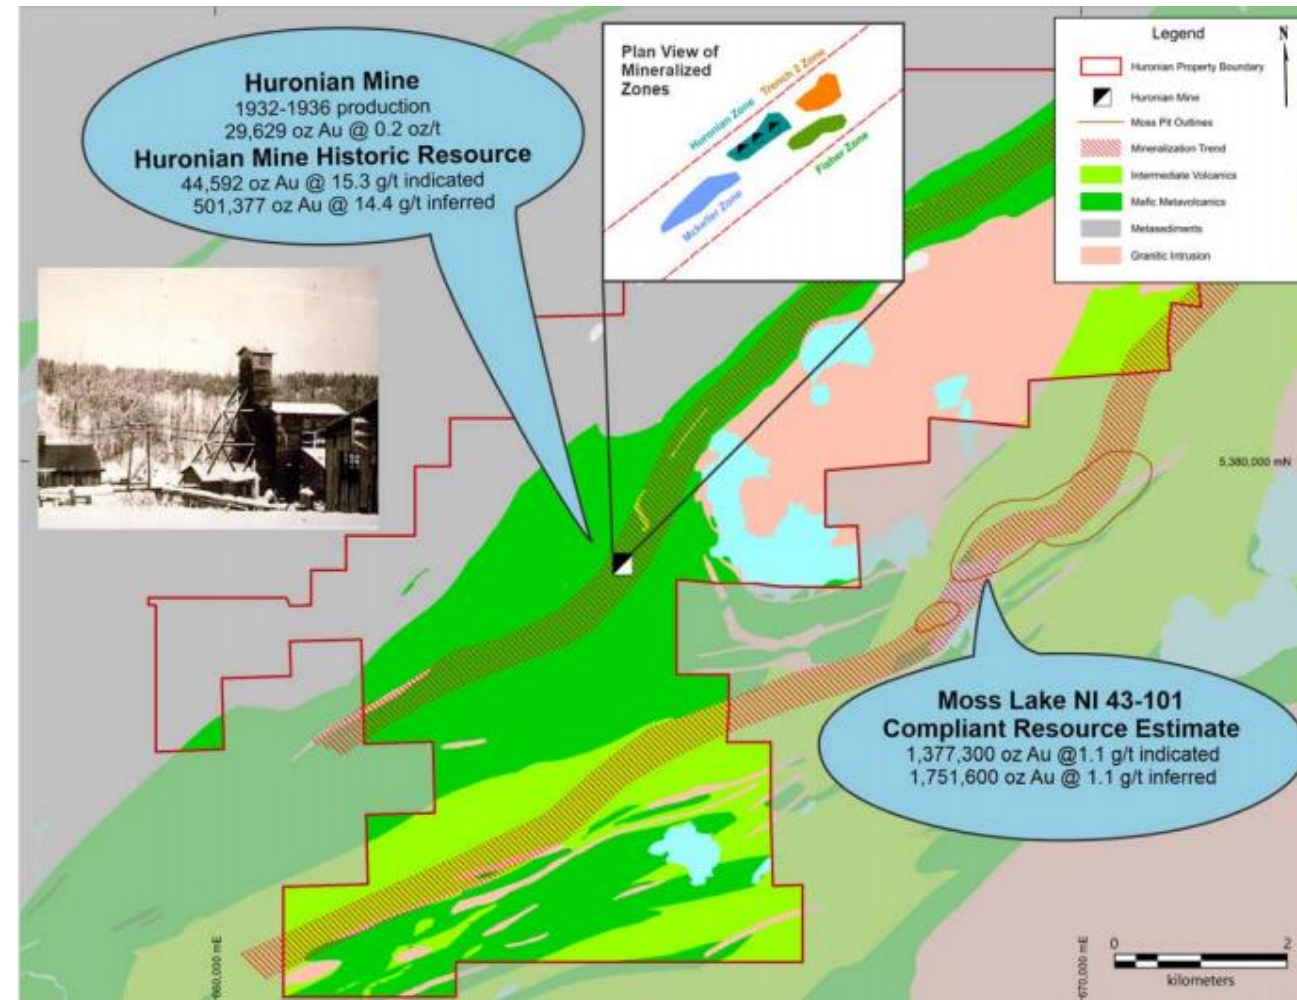 Huronian Mine
1932-1936 production
29,629 oz Au @ 0.2 oz/t
Huronian Mine Historic Resource
44,592 oz Au @ 15.3 g/t indicated
501,377 oz Au @ 14.4 g/t inferred
Plan View of
Mineralized
Zones
Huronian Zone
Trench 3 Zone
Fisher Zone
Mckellar Zone
Legend
N
Huronian Property Boundary
Huronian Mine
Moss Pit Outlines
Mineralization Trend
Intermediate Volcanics
Mefic Metavolcanics
Metasediments
Granitic Intrusion
5,380,000 mN
Moss Lake NI 43-101
Compliant Resource Estimate
1,377,300 oz Au @1.1 g/t indicated
1,751,600 oz Au @ 1.1 g/t inferred
660,000 mE
670,000 mE
0 2
kilometers